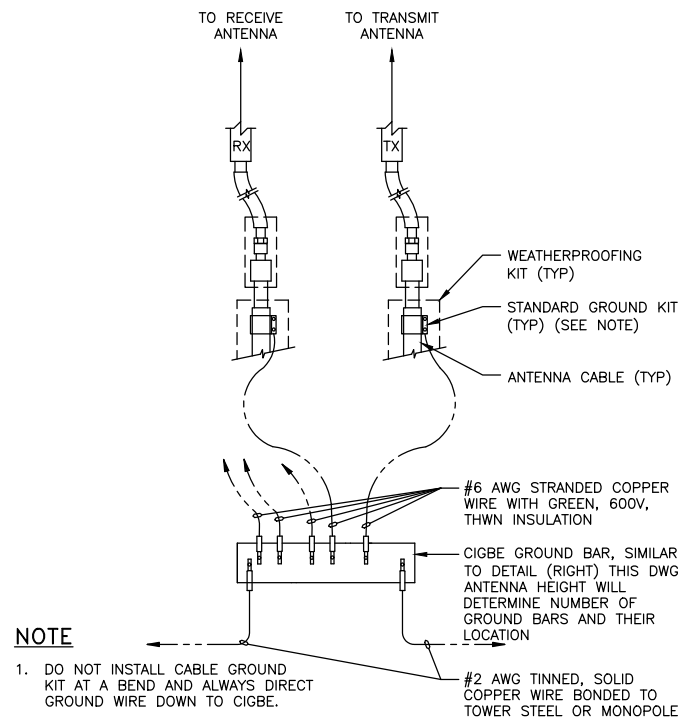 TO RECEIVE
ANTENNA
TO TRANSMIT
ANTENNA
RX
TX
WEATHERPROOFING
KIT (TYP)
STANDARD GROUND KIT
(TYP) (SEE NOTE)
ANTENNA CABLE (TYP)
#6 AWG STRANDED COPPER
WIRE WITH GREEN, 600V,
THWN INSULATION
CIGBE GROUND BAR, SIMILAR
TO DETAIL (RIGHT) THIS DWG
ANTENNA HEIGHT WILL
DETERMINE NUMBER OF
GROUND BARS AND THEIR
LOCATION
#2 AWG TINNED, SOLID
COPPER WIRE BONDED TO
TOWER STEEL OR MONOPOLE
NOTE
1. DO NOT INSTALL CABLE GROUND
KIT AT A BEND AND ALWAYS DIRECT
GROUND WIRE DOWN TO CIGBE.